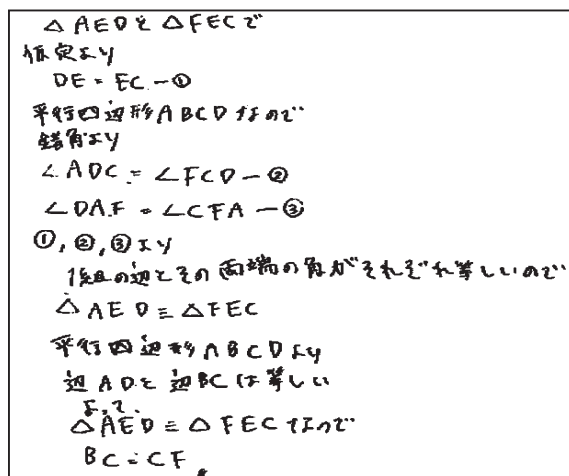 △AEDと△FECで
仮定より
DE=EC-①
平行四辺形ABCDなので
錯角より
∠ADC=∠FCD-②
∠DAF=∠CFA-③
①,②,③より
1組の辺とその両端の角がそれぞれ等しいので
△AED≡△FEC
平行四辺形ABCDより
辺ADと辺BCは等しい
よって、
△AED≡△FECなので
BC=CF